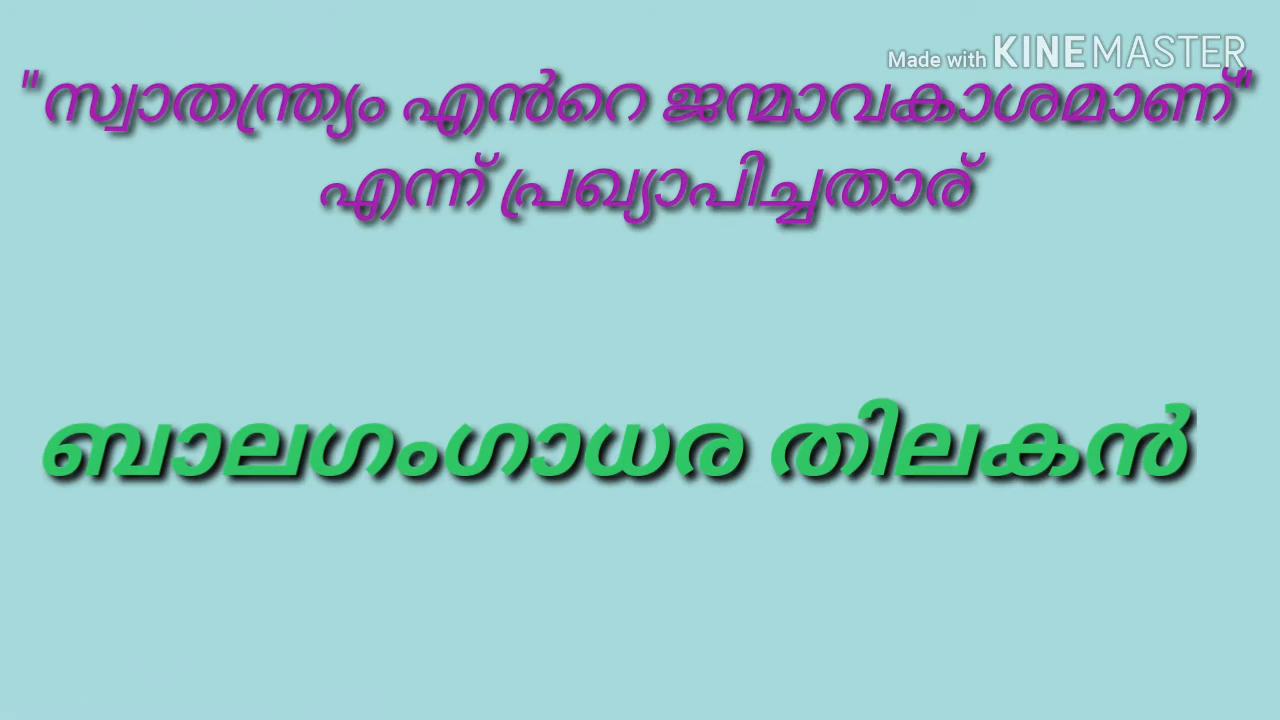 Made with KINEMASTER
"സ്വാതന്ത്ര്യം എൻറെ ജന്മാവകാശമാണ്"
എന്ന് പ്രഖ്യാപിച്ചതാര്
ബാലഗംഗാധര തിലകൻ